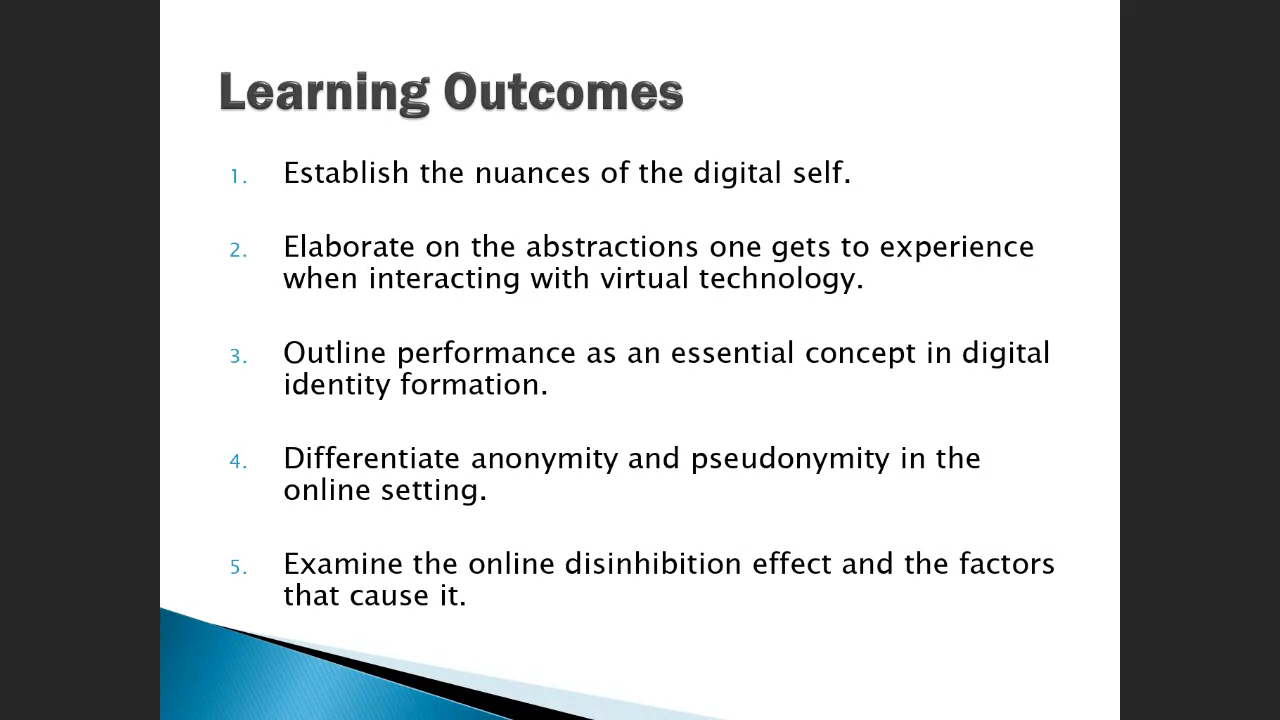 Learning Outcomes
1. Establish the nuances of the digital self.
2. Elaborate on the abstractions one gets to experience
when interacting with virtual technology.
3. Outline performance as an essential concept in digital
identity formation.
4. Differentiate anonymity and pseudonymity in the
online setting.
5. Examine the online disinhibition effect and the factors
that cause it.